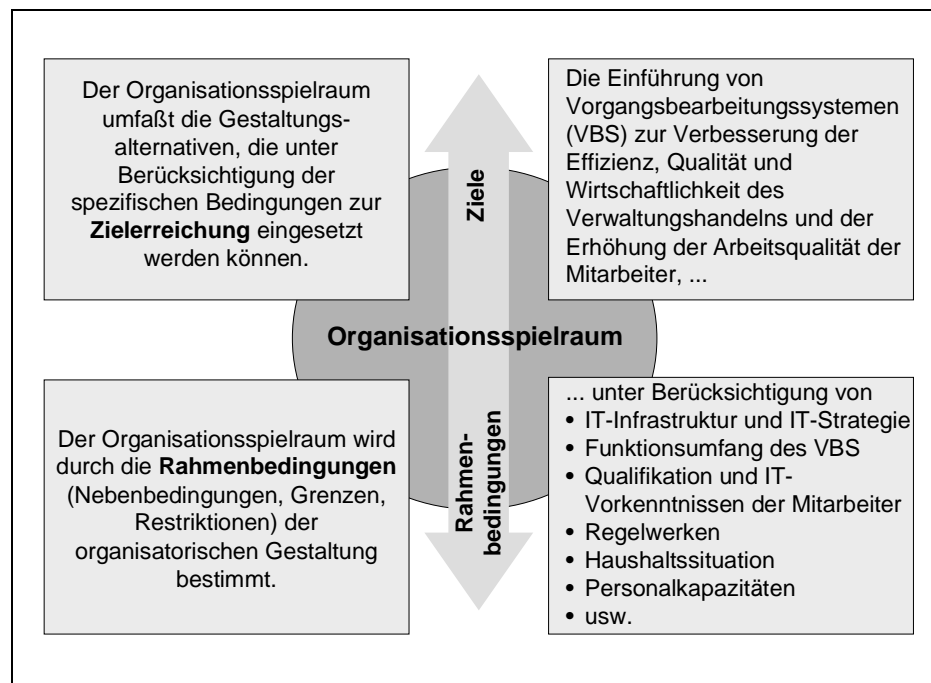 Der Organisationsspielraum
umfaßt die Gestaltungs-
alternativen, die unter
Berücksichtigung der
spezifischen Bedingungen zur
Zielerreichung eingesetzt
werden können.
Die Einführung von
Vorgangsbearbeitungssystemen
(VBS) zur Verbesserung der
Effizienz, Qualität und
Wirtschaftlichkeit des
Verwaltungshandelns und der
Erhöhung der Arbeitsqualität der
Mitarbeiter, ...
Ziele
Organisationsspielraum
Rahmen-
bedingungen
Der Organisationsspielraum wird
durch die Rahmenbedingungen
(Nebenbedingungen, Grenzen,
Restriktionen) der
organisatorischen Gestaltung
bestimmt.
... unter Berücksichtigung von
• IT-Infrastruktur und IT-Strategie
• Funktionsumfang des VBS
• Qualifikation und IT-
Vorkenntnissen der Mitarbeiter
• Regelwerken
• Haushaltssituation
• Personalkapazitäten
• usw.